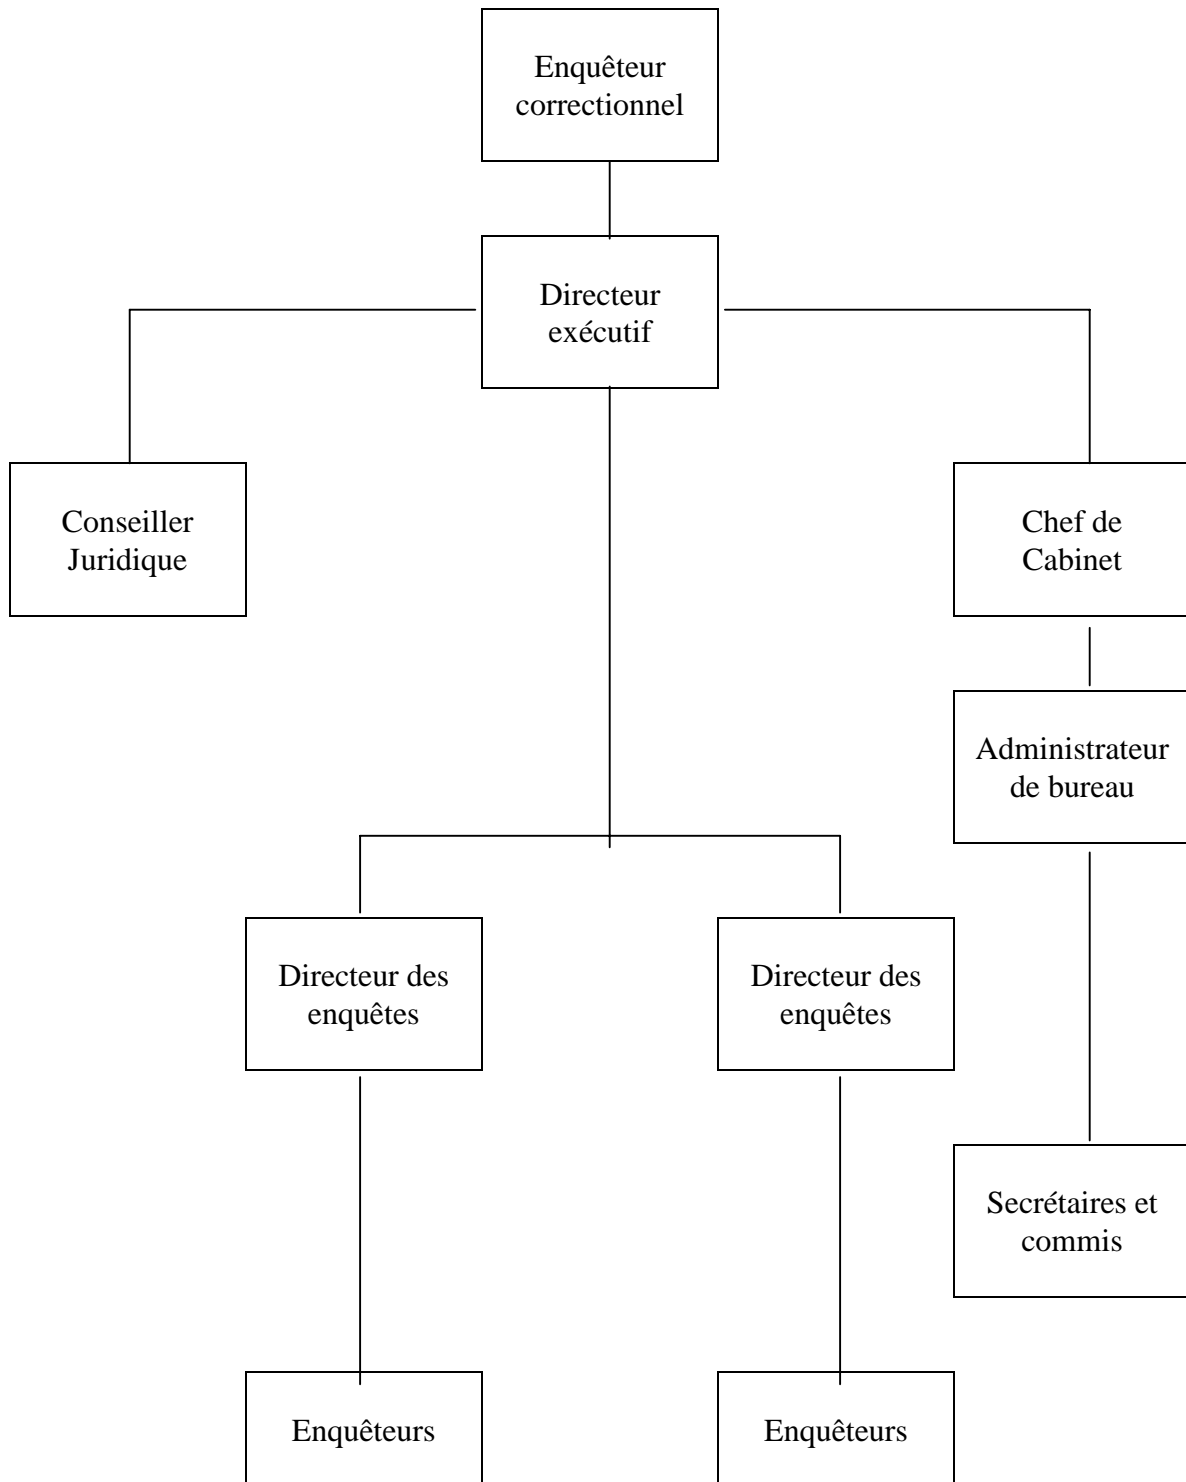 Enquêteur
correctionnel
Directeur
exécutif
Conseiller
Juridique
Chef de
Cabinet
Administrateur
de bureau
Directeur des
enquêtes
Directeur des
enquêtes
Secrétaires et
commis
Enquêteurs
Enquêteurs